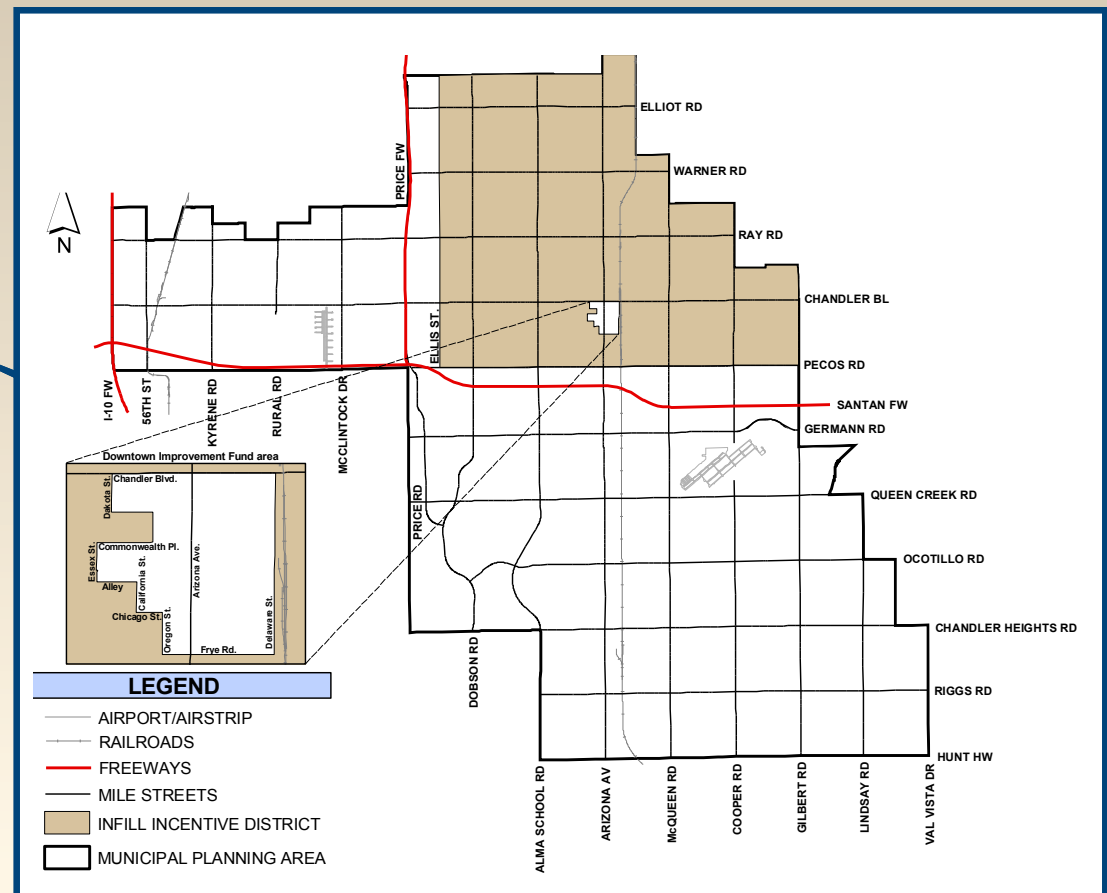 ELLIOT RD
PRICE FW
WARNER RD
N
RAY RD
CHANDLER BL
ELLIS ST.
PECOS RD
I-10 FW
56TH ST
KYRENE RD
RURAL RD
MCCLINTOCK DR
SANTAN FW
GERMANN RD
Downtown Improvement Fund area
Chandler Blvd.
Dakota St.
Commonwealth Pl.
Essex St.
Alley
California St.
Arizona Ave.
Chicago St.
Oregon St.
Frye Rd.
Delaware St.
PRICE RD
QUEEN CREEK RD
OCOTILLO RD
CHANDLER HEIGHTS RD
DOBSON RD
RIGGS RD
HUNT HW
ALMA SCHOOL RD
ARIZONA AV
McQUEEN RD
COOPER RD
GILBERT RD
LINDSAY RD
VAL VISTA DR
LEGEND
AIRPORT/AIRSTRIP
RAILROADS
FREEWAYS
MILE STREETS
INFILL INCENTIVE DISTRICT
MUNICIPAL PLANNING AREA